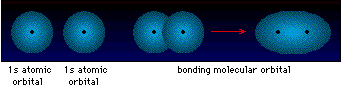 1s atomic
orbital
1s atomic
orbital
bonding molecular orbital